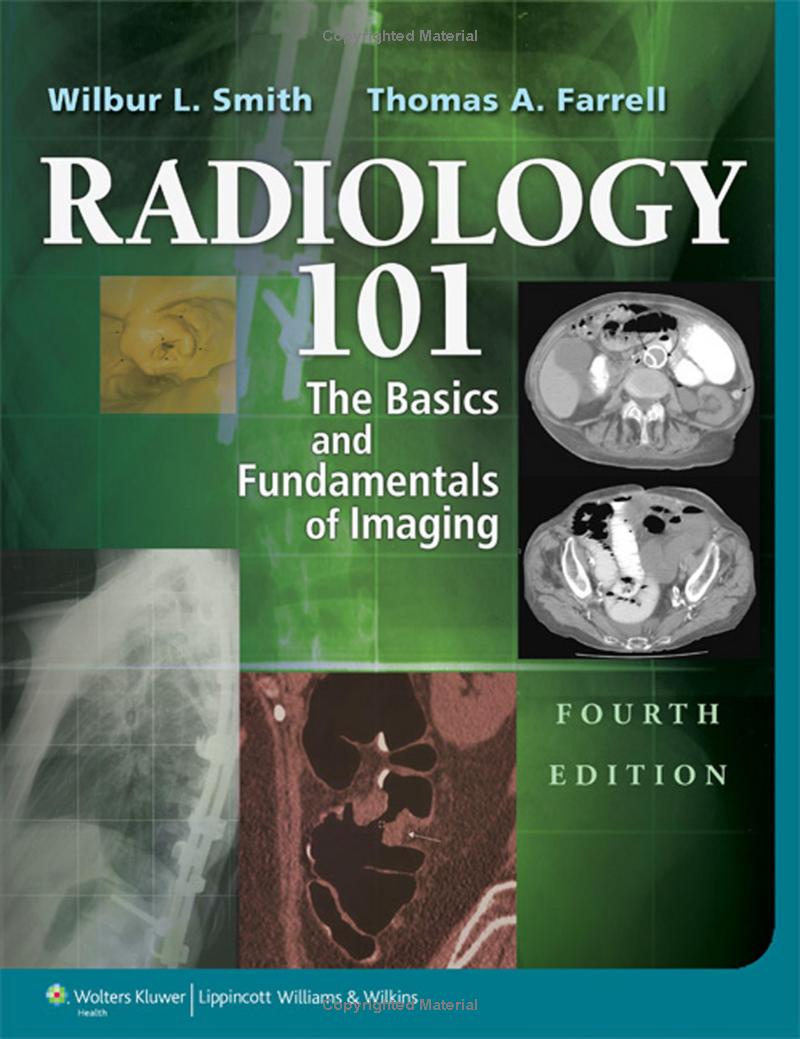 Copyrighted Material
Wilbur L. Smith Thomas A. Farrell
RADIOLOGY
101
The Basics
and
Fundamentals
of Imaging
FOURTH
EDITION
Wolters Kluwer | Lippincott Williams & Wilkins
Health
Copyrighted Material